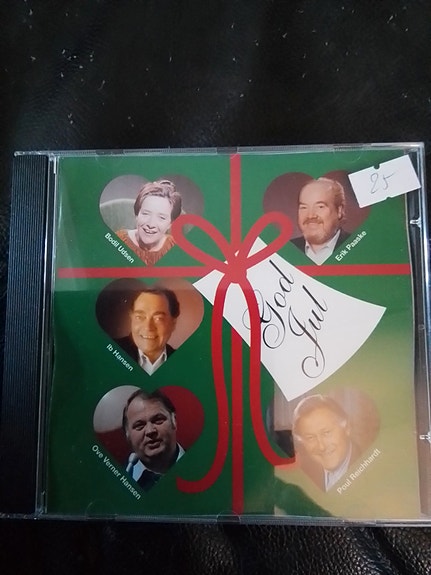 25-
Bodil Udsen
Erik Paaske
God
Jul
Ib Hansen
Ove Verner Hansen
Poul Reichhardt